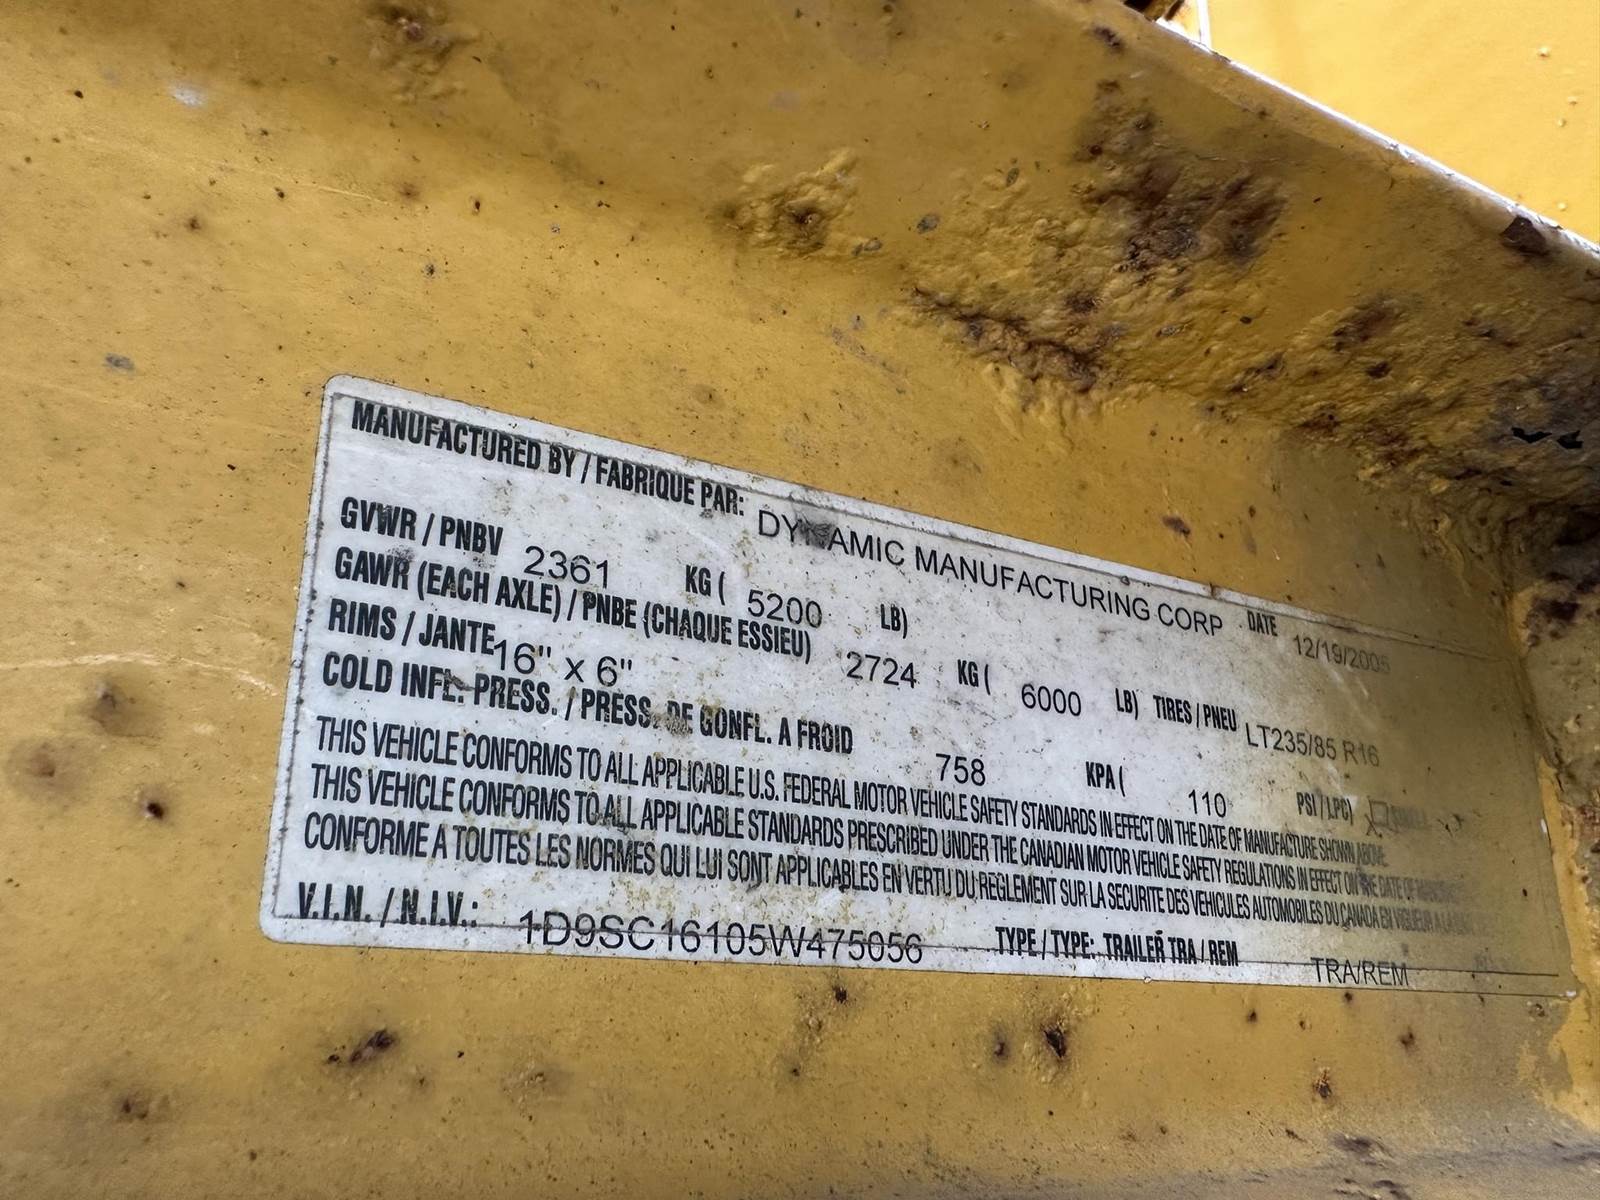 MANUFACTURED BY / FABRIQUE PAR: DYNAMIC MANUFACTURING CORP DATE 12/19/2005
GVWR / PNBV 2361 KG ( 5200 LB)
GAWR (EACH AXLE) / PNBE (CHAQUE ESSIEU) 2724 KG ( 6000 LB) TIRES / PNEU LT235/85 R16
RIMS / JANTE 16" x 6"
COLD INFL. PRESS. / PRESS. DE GONFL. A FROID 758 KPA ( 110 PSI / LPC)
THIS VEHICLE CONFORMS TO ALL APPLICABLE U.S. FEDERAL MOTOR VEHICLE SAFETY STANDARDS IN EFFECT ON THE DATE OF MANUFACTURE SHOWN ABOVE
THIS VEHICLE CONFORMS TO ALL APPLICABLE STANDARDS PRESCRIBED UNDER THE CANADIAN MOTOR VEHICLE SAFETY REGULATIONS IN EFFECT ON THE DATE OF
CONFORME A TOUTES LES NORMES QUI LUI SONT APPLICABLES EN VERTU DU REGLEMENT SUR LA SECURITE DES VEHICULES AUTOMOBILES DU CANADA EN VIGUEUR A LA
V.I.N. / N.I.V.: 1D9SC16105W475056 TYPE / TYPE: TRAILER TRA / REM TRA/REM